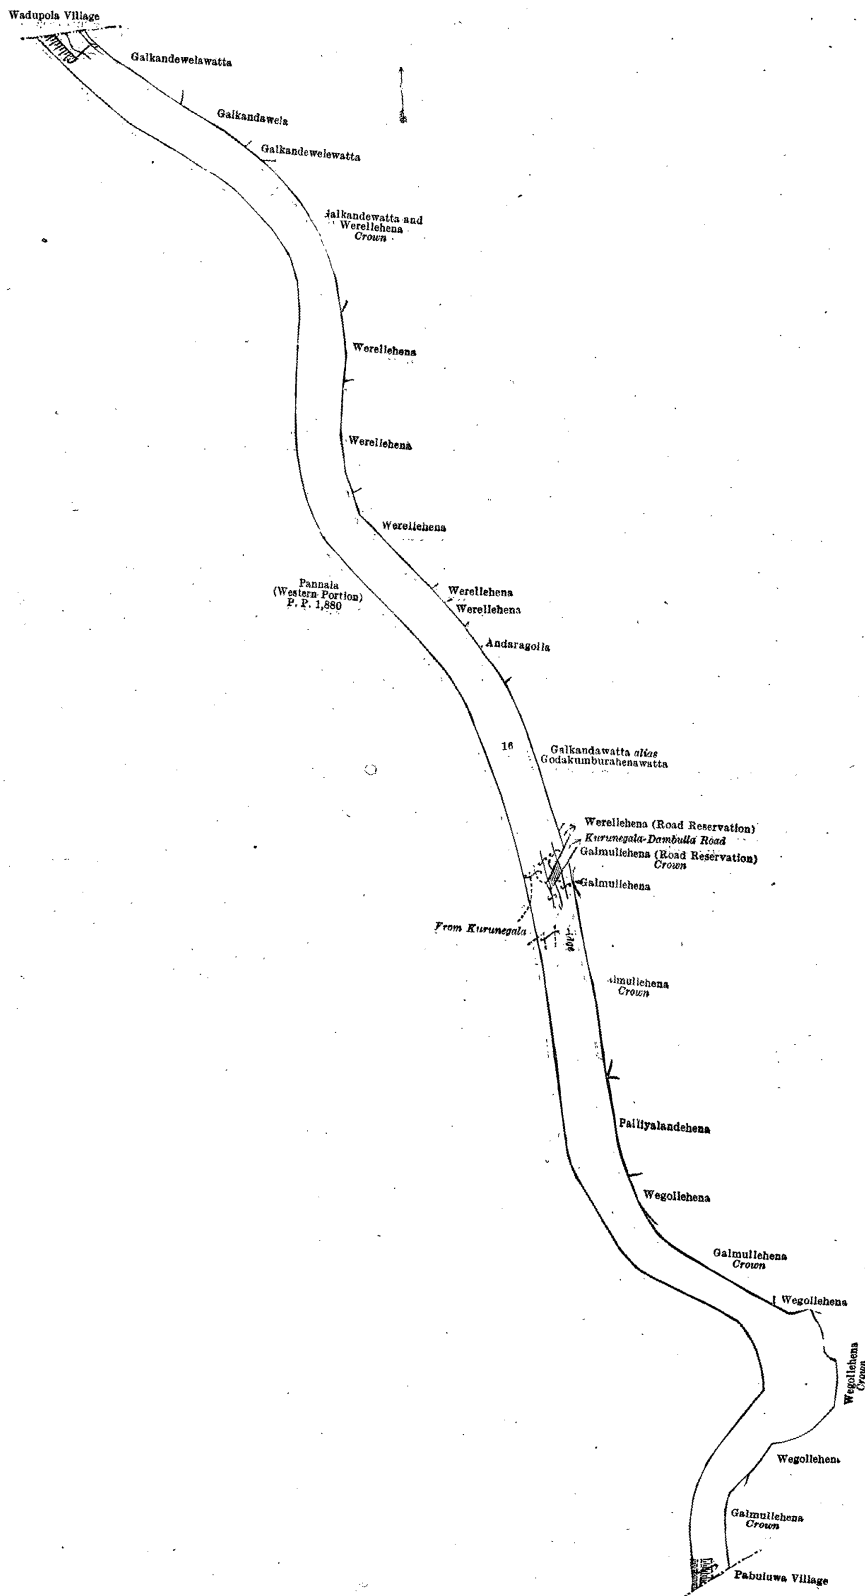 Wadupola Village
Galkandewelawatta
Galkandawela
Galkandewelewatta
alkandewatta and
Werellehena
Crown
Werellehena
Werellehena
Werellehena
Pannala
(Western Portion)
P. P. 1,880
Werellehena
Werellehena
Andaragolla
16
Galkandawatta alias
Godakumburahenawatta
Werellehena (Road Reservation)
Kurunegala-Dambulla Road
Galmullehena (Road Reservation)
Crown
Galmullehena
From Kurunegala
lmullehena
Crown
Palliyalandehena
Wegollehena
Galmullehena
Crown
Wegollehena
Wegollehena
Crown
Wegollehena
Galmullehena
Crown
Pabuluwa Village